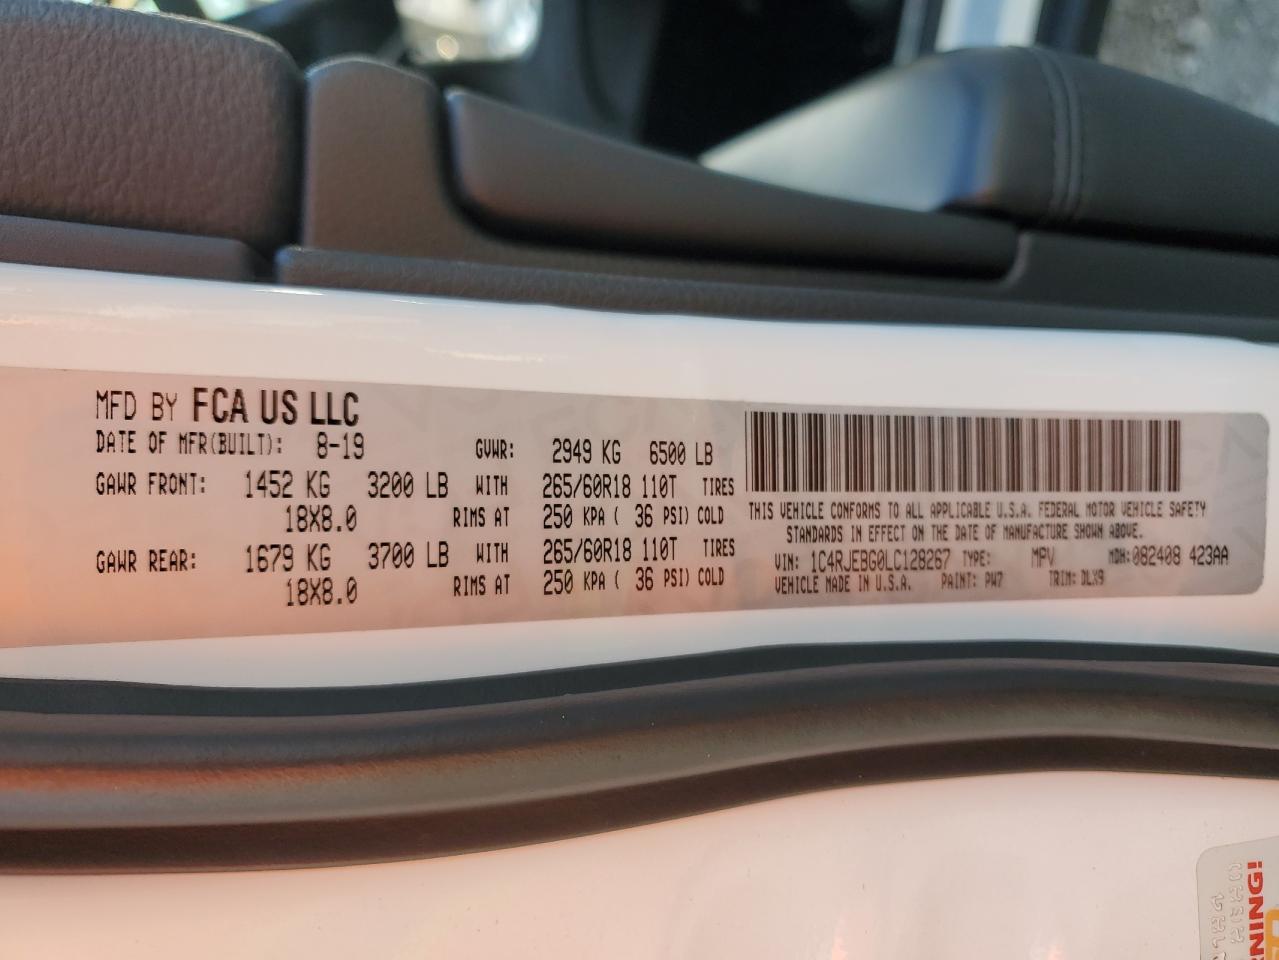 MFD BY FCA US LLC
DATE OF MFR(BUILT): 8-19 GVWR: 2949 KG 6500 LB
GAWR FRONT: 1452 KG 3200 LB WITH 265/60R18 110T TIRES
18X8.0 RIMS AT 250 KPA ( 36 PSI) COLD
GAWR REAR: 1679 KG 3700 LB WITH 265/60R18 110T TIRES
18X8.0 RIMS AT 250 KPA ( 36 PSI) COLD
THIS VEHICLE CONFORMS TO ALL APPLICABLE U.S.A. FEDERAL MOTOR VEHICLE SAFETY
STANDARDS IN EFFECT ON THE DATE OF MANUFACTURE SHOWN ABOVE.
VIN: 1C4RJEBG0LC128267 TYPE: MPV MDH: 082408 423AA
VEHICLE MADE IN U.S.A. PAINT: PW7 TRIM: DLX9